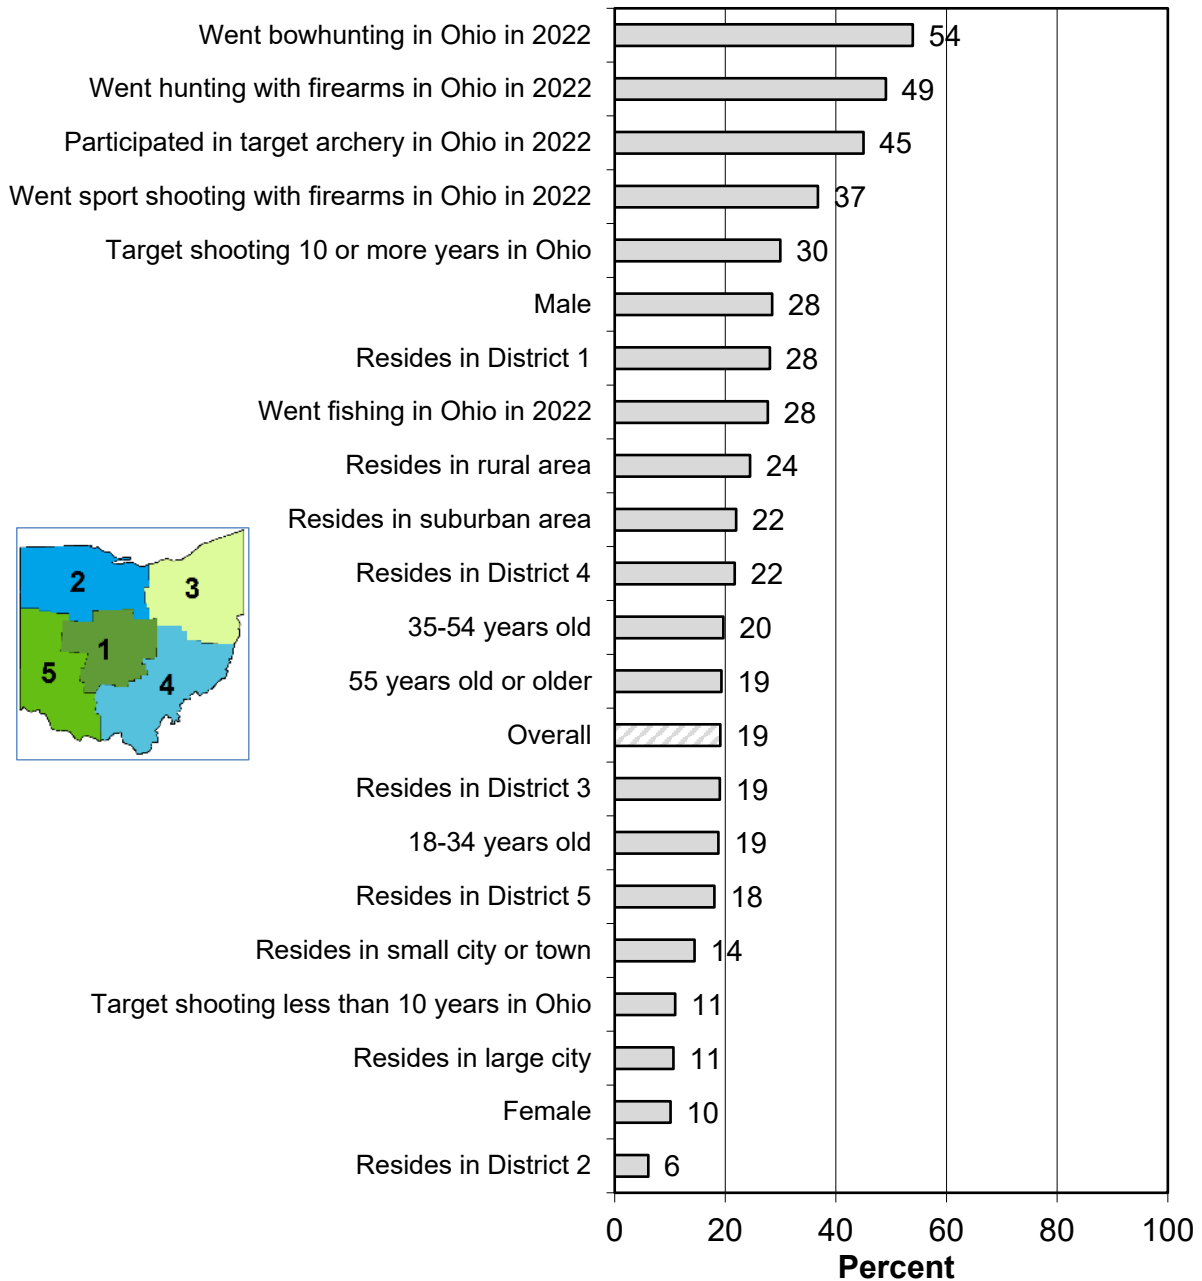 Went bowhunting in Ohio in 2022 54
Went hunting with firearms in Ohio in 2022 49
Participated in target archery in Ohio in 2022 45
Went sport shooting with firearms in Ohio in 2022 37
Target shooting 10 or more years in Ohio 30
Male 28
Resides in District 1 28
Went fishing in Ohio in 2022 28
Resides in rural area 24
Resides in suburban area 22
Resides in District 4 22
35-54 years old 20
55 years old or older 19
Overall 19
Resides in District 3 19
18-34 years old 19
Resides in District 5 18
Resides in small city or town 14
Target shooting less than 10 years in Ohio 11
Resides in large city 11
Female 10
Resides in District 2 6
0 20 40 60 80 100
Percent
2
3
1
5
4